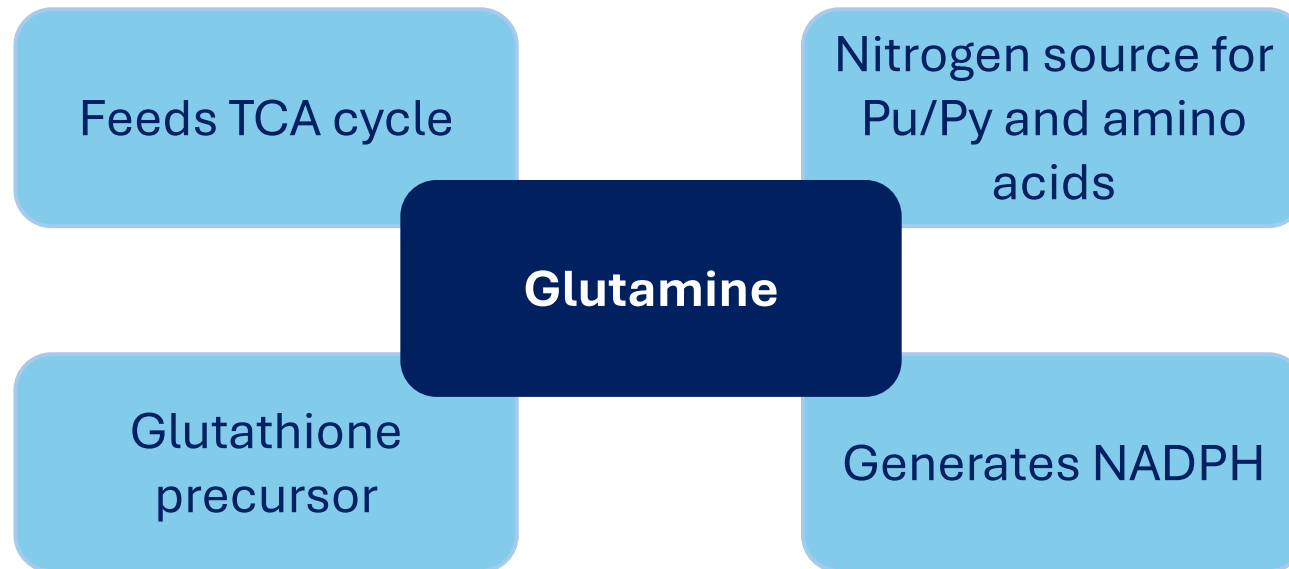 Feeds TCA cycle
Nitrogen source for
Pu/Py and amino
acids
Glutamine
Glutathione
precursor
Generates NADPH